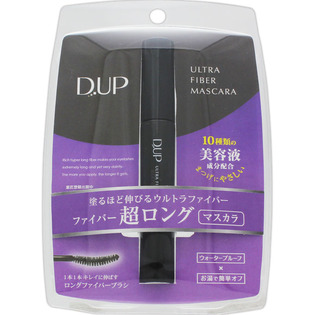 D.UP
ULTRA
FIBER
MASCARA
10種類の
美容液
成分配合
まつげにやさしい
D.UP
ULTRA FI
塗るほど伸びるウルトラファイバー
ファイバー超ロング マスカラ
1本1本キレイに伸ばす
ロングファイバーブラシ
ウォータープルーフ
×
お湯で簡単オフ